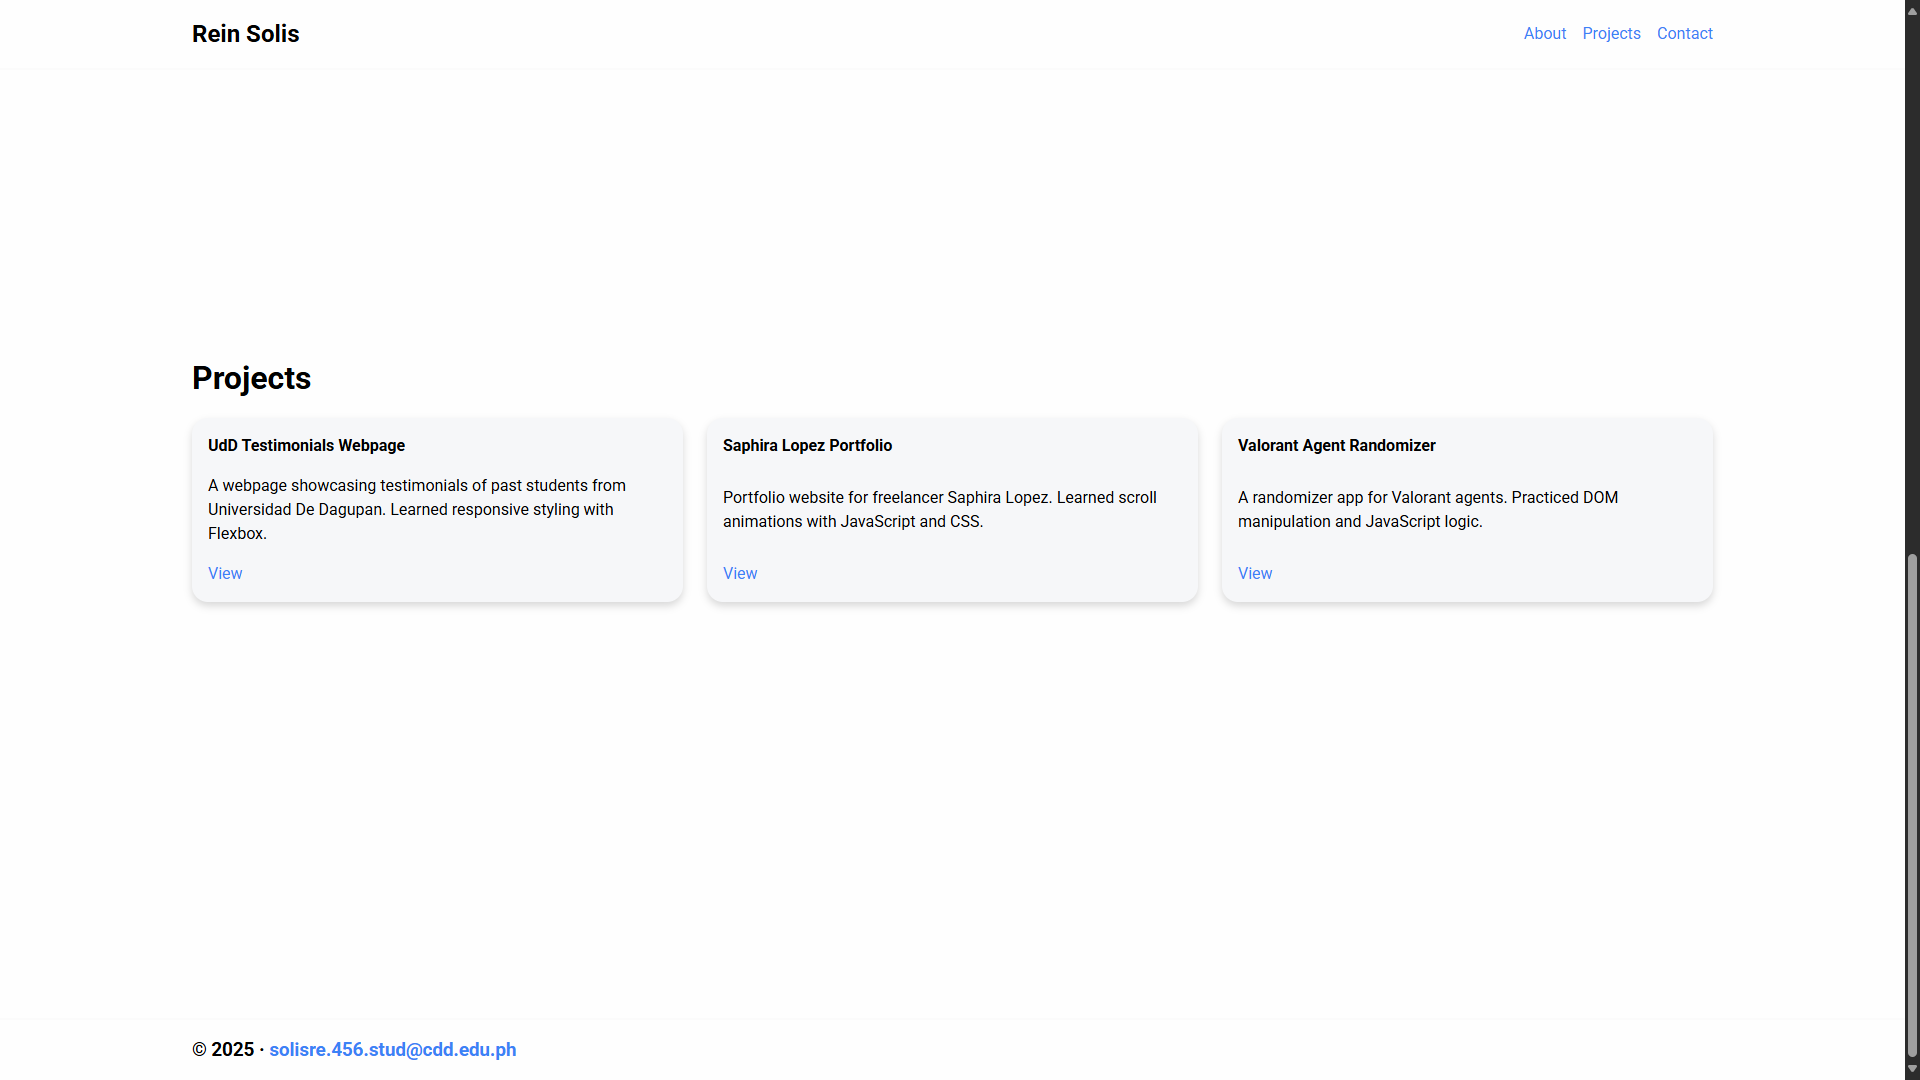 Rein Solis
About Projects Contact
Projects
UdD Testimonials Webpage
A webpage showcasing testimonials of past students from
Universidad De Dagupan. Learned responsive styling with
Flexbox.
View
Saphira Lopez Portfolio
Portfolio website for freelancer Saphira Lopez. Learned scroll
animations with JavaScript and CSS.
View
Valorant Agent Randomizer
A randomizer app for Valorant agents. Practiced DOM
manipulation and JavaScript logic.
View
© 2025 · solisre.456.stud@cdd.edu.ph